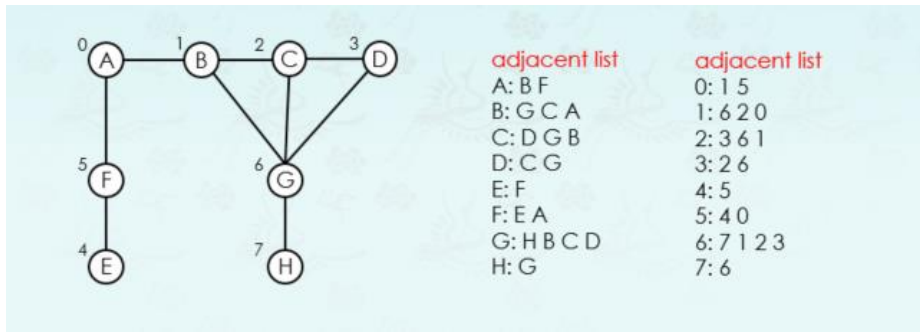 0 1 2 3
A B C D
5 6
F G
4 7
E H
adjacent list
A: B F
B: G C A
C: D G B
D: C G
E: F
F: E A
G: H B C D
H: G
adjacent list
0: 1 5
1: 6 2 0
2: 3 6 1
3: 2 6
4: 5
5: 4 0
6: 7 1 2 3
7: 6